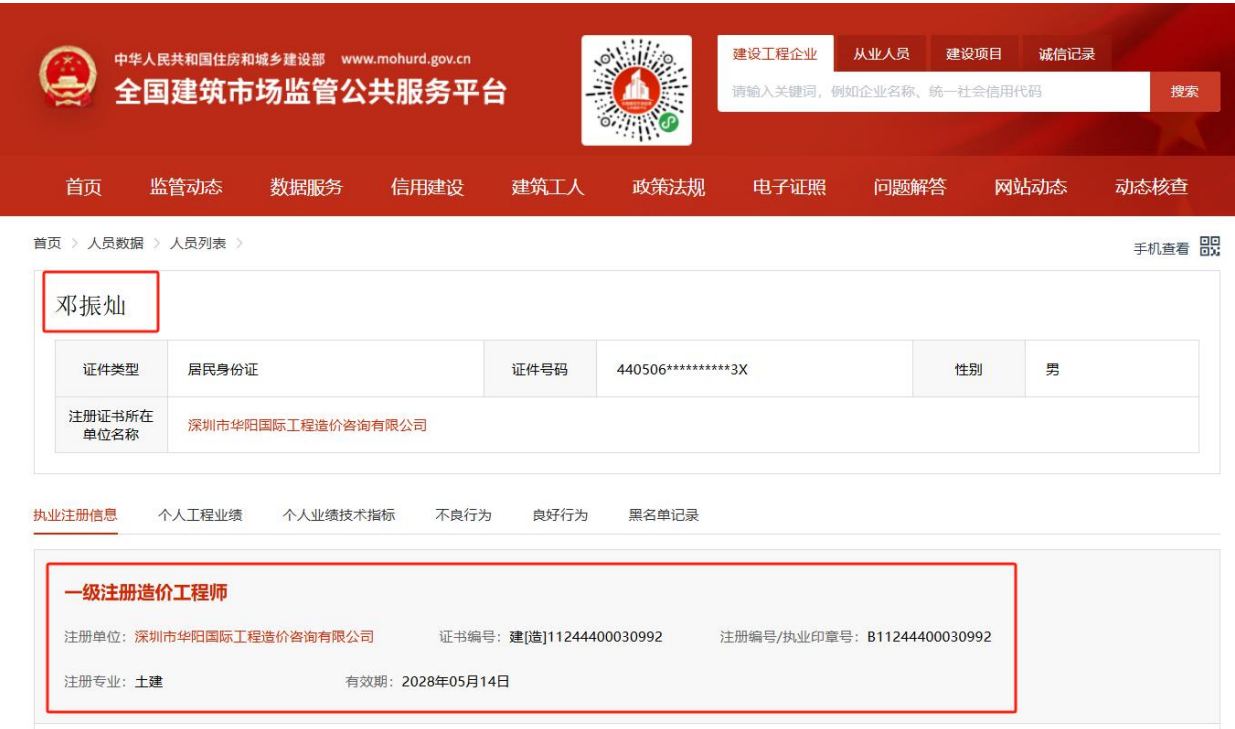 中华人民共和国住房和城乡建设部 www.mohurd.gov.cn
全国建筑市场监管公共服务平台
建设工程企业 从业人员 建设项目 诚信记录
请输入关键词，例如企业名称、统一社会信用代码 搜索
首页 监管动态 数据服务 信用建设 建筑工人 政策法规 电子证照 问题解答 网站动态 动态核查
首页 > 人员数据 > 人员列表 >
手机查看
邓振灿
证件类型 居民身份证 证件号码 440506**********3X 性别 男
注册证书所在
单位名称
深圳市华阳国际工程造价咨询有限公司
执业注册信息 个人工程业绩 个人业绩技术指标 不良行为 良好行为 黑名单记录
一级注册造价工程师
注册单位：深圳市华阳国际工程造价咨询有限公司 证书编号：建[造]11244400030992 注册编号/执业印章号：B11244400030992
注册专业：土建 有效期：2028年05月14日